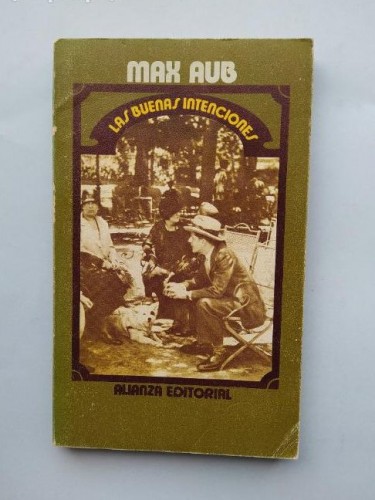 MAX AUB
LAS BUENAS INTENCIONES
ALIANZA EDITORIAL